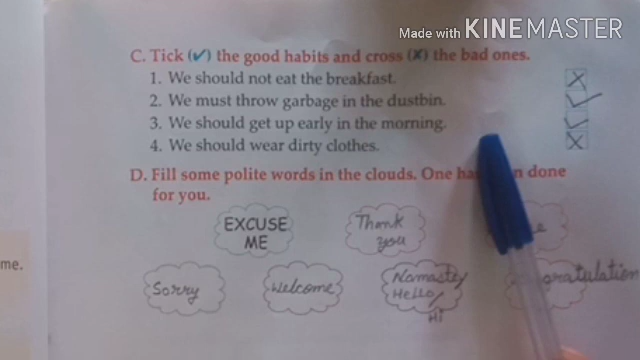 Made with KINEMASTER
C. Tick (✓) the good habits and cross (✗) the bad ones.
1. We should not eat the breakfast. ✗
2. We must throw garbage in the dustbin. ✓
3. We should get up early in the morning. ✓
4. We should wear dirty clothes. ✗
D. Fill some polite words in the clouds. One done
for you.
EXCUSE
ME
Thank
you
me.
Sorry
Welcome
Namastey
Hello/
Hi